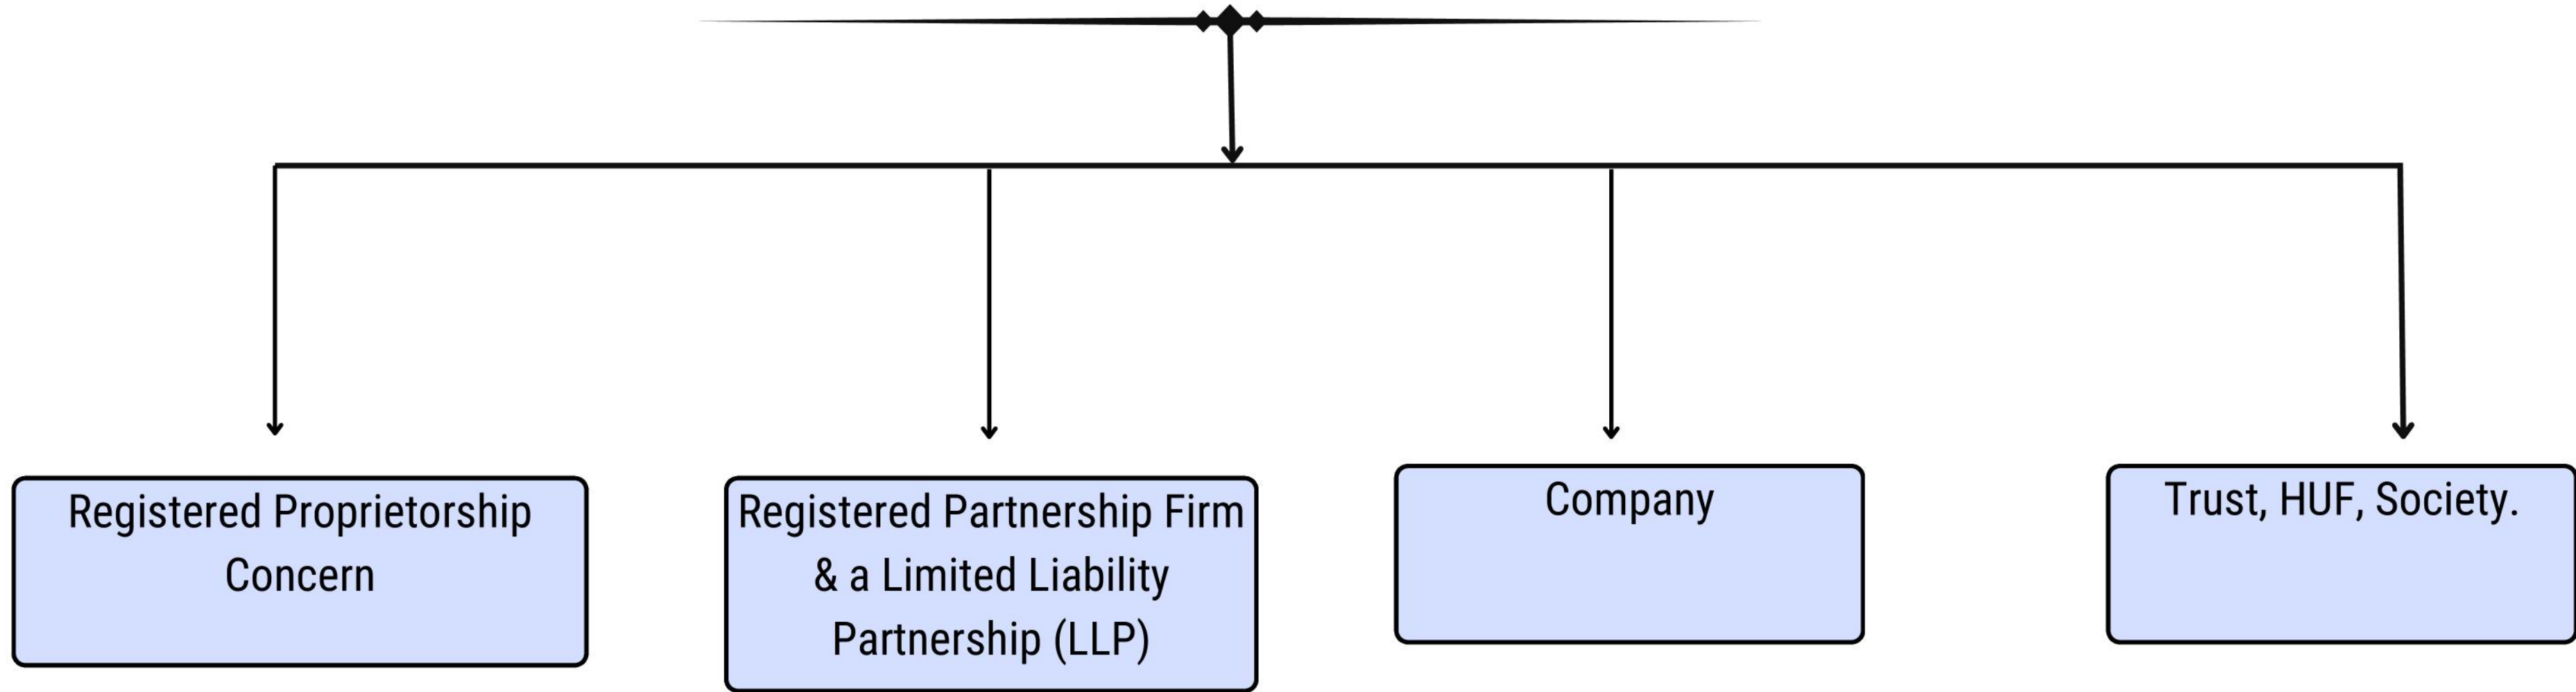 Registered Proprietorship
Concern
Registered Partnership Firm
& a Limited Liability
Partnership (LLP)
Company
Trust, HUF, Society.